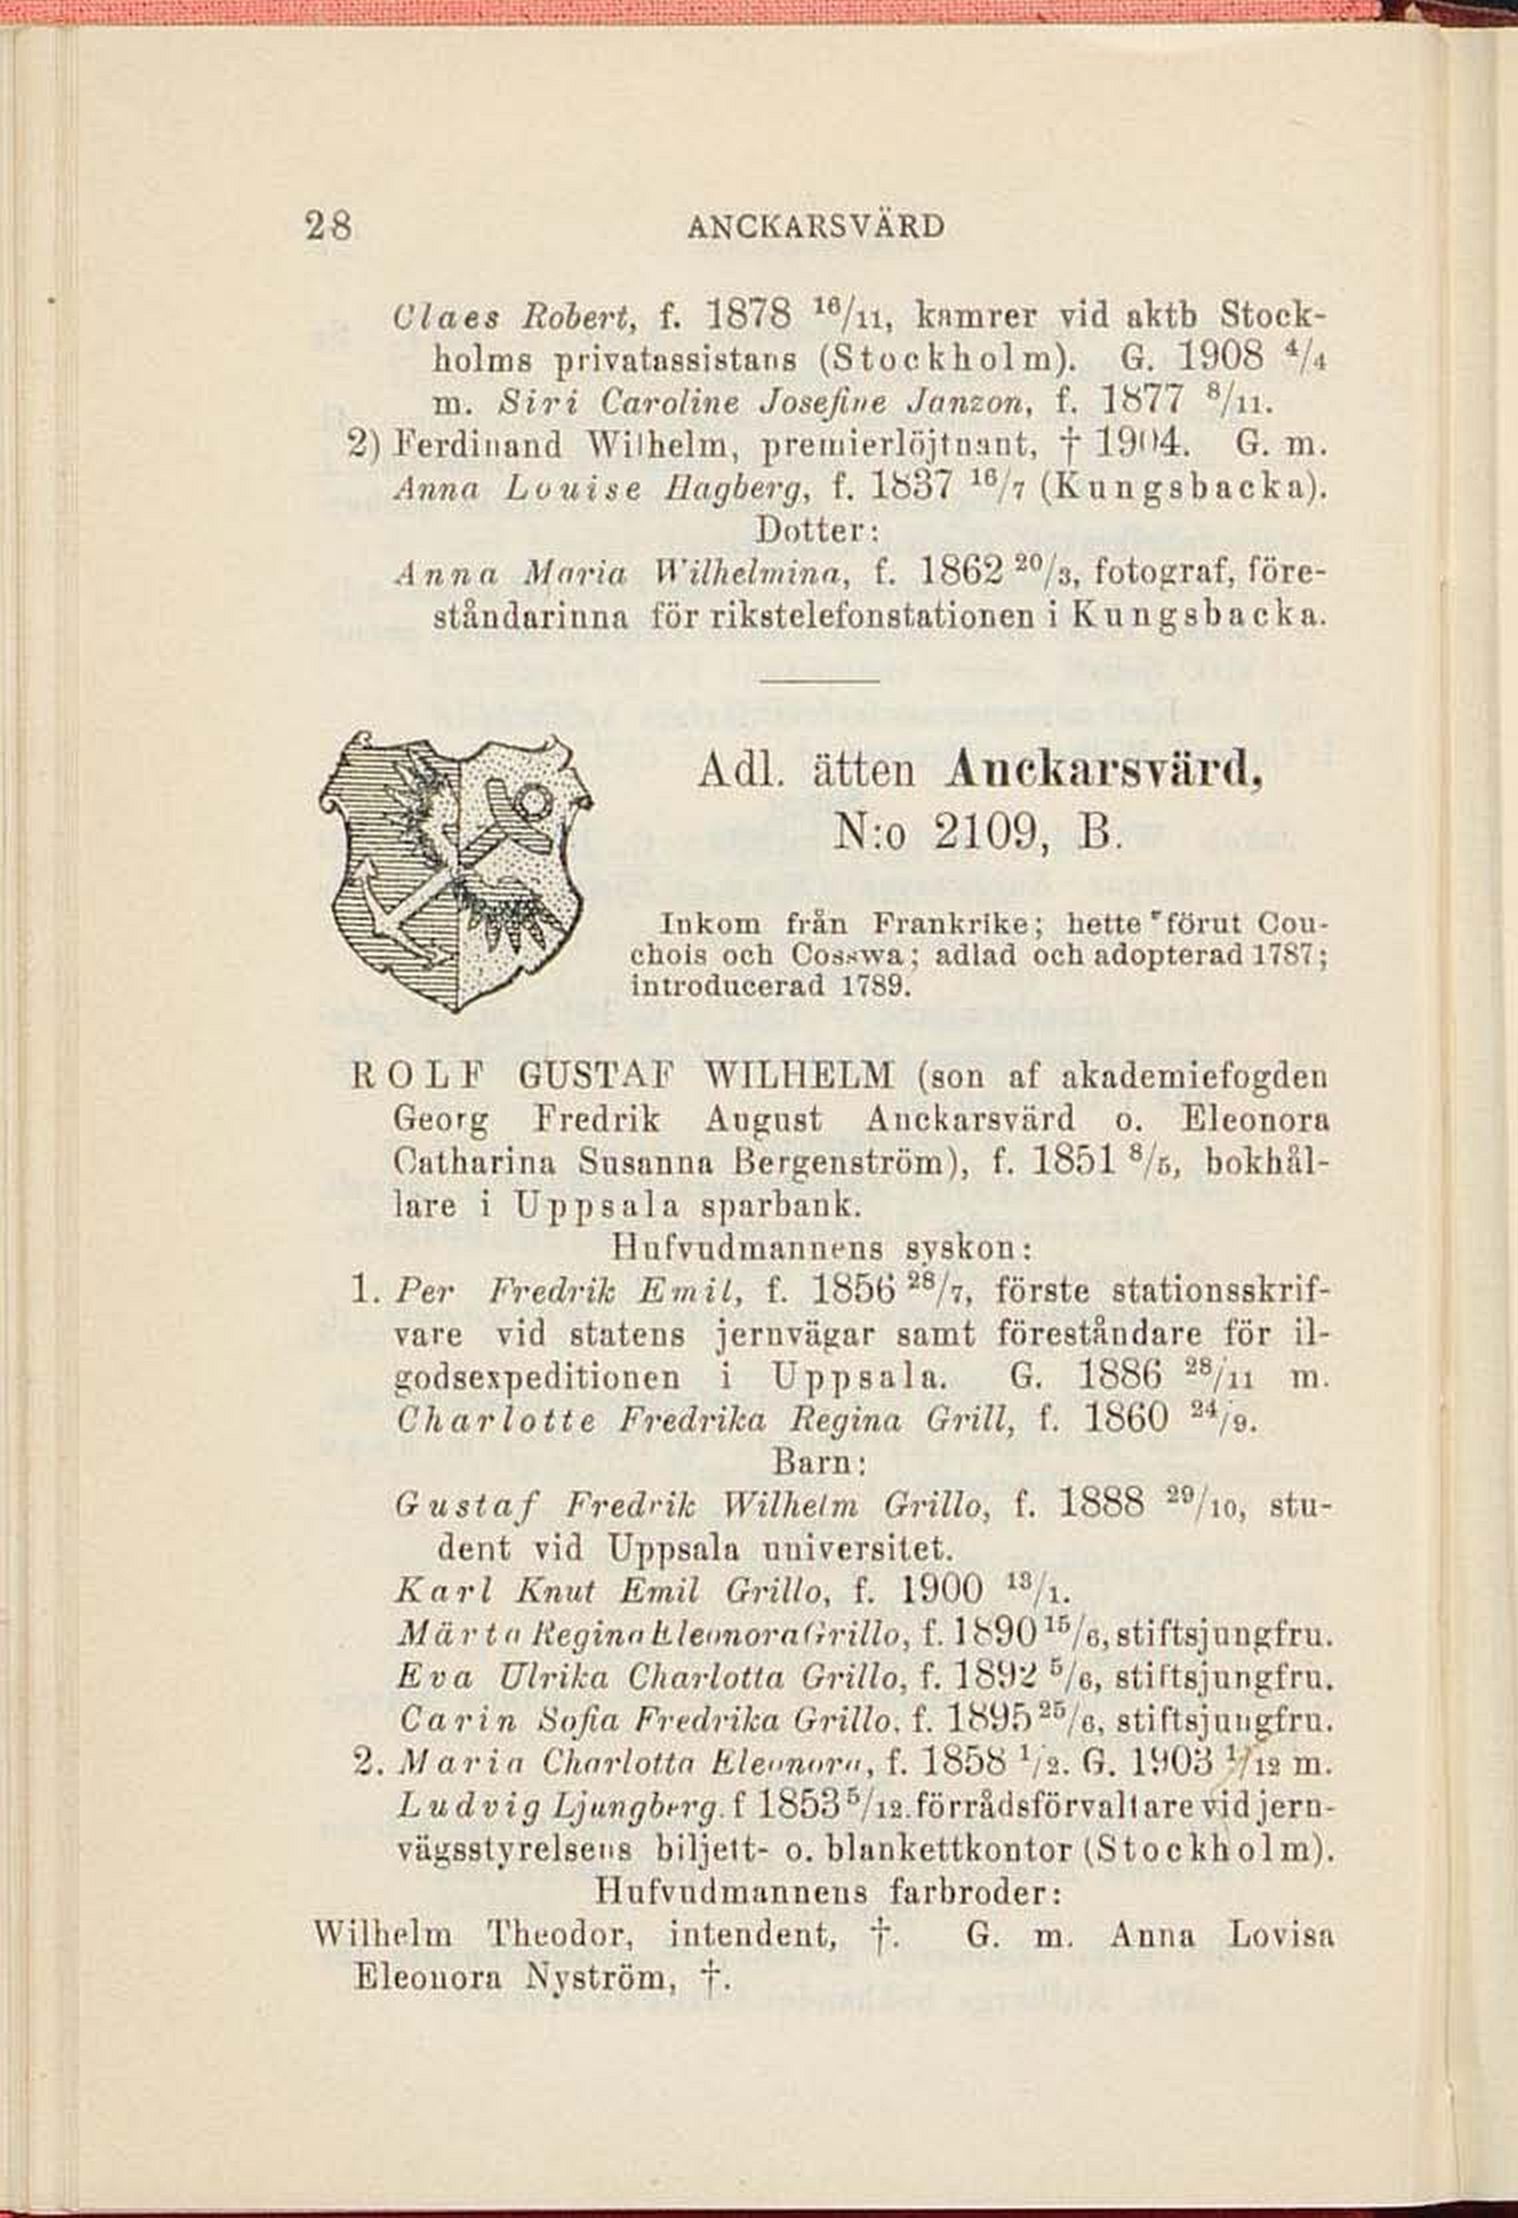 28 ANCKARSVÄRD
Claes Robert, f. 1878 16/11, kamrer vid aktb Stock-
holms privatassistans (Stockholm). G. 1908 4/4
m. Siri Caroline Josefine Janzon, f. 1877 8/11.
2) Ferdinand Wilhelm, premierlöjtnant, † 1904. G. m.
Anna Louise Hagberg, f. 1837 16/7 (Kungsbacka).
Dotter:
Anna Maria Wilhelmina, f. 1862 20/3, fotograf, före-
ståndarinna för rikstelefonstationen i Kungsbacka.
Adl. ätten Anckarsvärd,
N:o 2109, B.
Inkom från Frankrike; hette förut Cou-
chois och Cosswa; adlad och adopterad 1787;
introducerad 1789.
ROLF GUSTAF WILHELM (son af akademiefogden
Georg Fredrik August Anckarsvärd o. Eleonora
Catharina Susanna Bergenström), f. 1851 8/5, bokhål-
lare i Uppsala sparbank.
Hufvudmannens syskon:
1. Per Fredrik Emil, f. 1856 28/7, förste stationsskrif-
vare vid statens jernvägar samt föreståndare för il-
godsexpeditionen i Uppsala. G. 1886 28/11 m.
Charlotte Fredrika Regina Grill, f. 1860 24/9.
Barn:
Gustaf Fredrik Wilhelm Grillo, f. 1888 29/10, stu-
dent vid Uppsala universitet.
Karl Knut Emil Grillo, f. 1900 13/1.
Märta Regina Eleonora Grillo, f. 1890 15/6, stiftsjungfru.
Eva Ulrika Charlotta Grillo, f. 1892 5/6, stiftsjungfru.
Carin Sofia Fredrika Grillo, f. 1895 25/6, stiftsjungfru.
2. Maria Charlotta Eleonora, f. 1858 1/2. G. 1903 1/12 m.
Ludvig Ljungberg. f 1853 5/12. förrådsförvaltare vid jern-
vägsstyrelsens biljett- o. blankettkontor (Stockholm).
Hufvudmannens farbroder:
Wilhelm Theodor, intendent, †. G. m. Anna Lovisa
Eleonora Nyström, †.